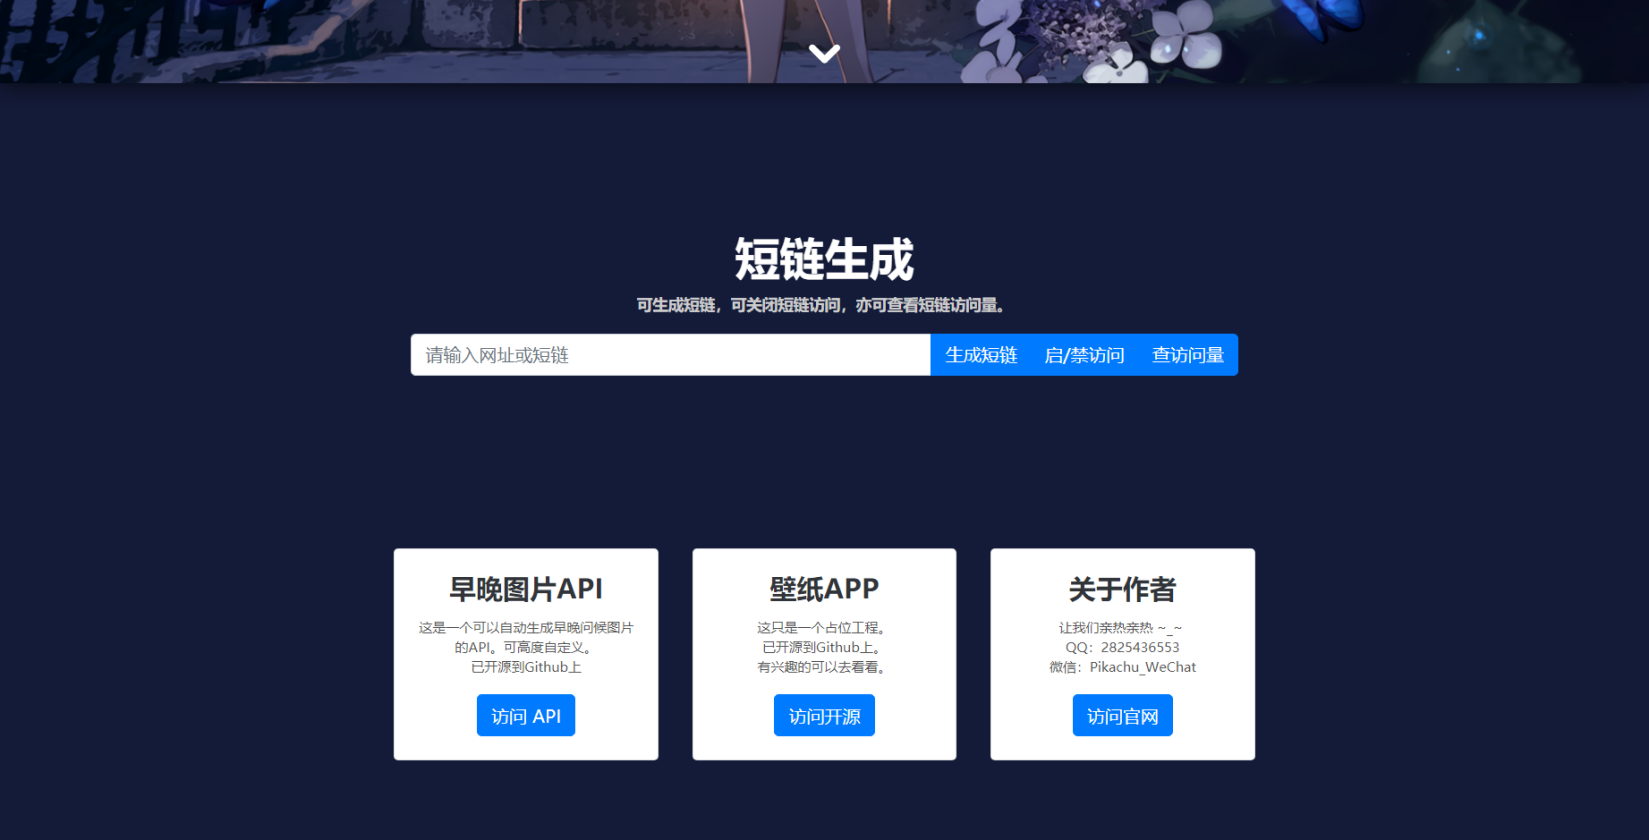 短链生成
可生成短链，可关闭短链访问，亦可查看短链访问量。
请输入网址或短链
生成短链 启/禁访问 查访问量
早晚图片API
这是一个可以自动生成早晚问候图片
的API。可高度自定义。
已开源到Github上
访问 API
壁纸APP
这只是一个占位工程。
已开源到Github上。
有兴趣的可以去看看。
访问开源
关于作者
让我们亲热亲热 ~_~
QQ：2825436553
微信：Pikachu_WeChat
访问官网